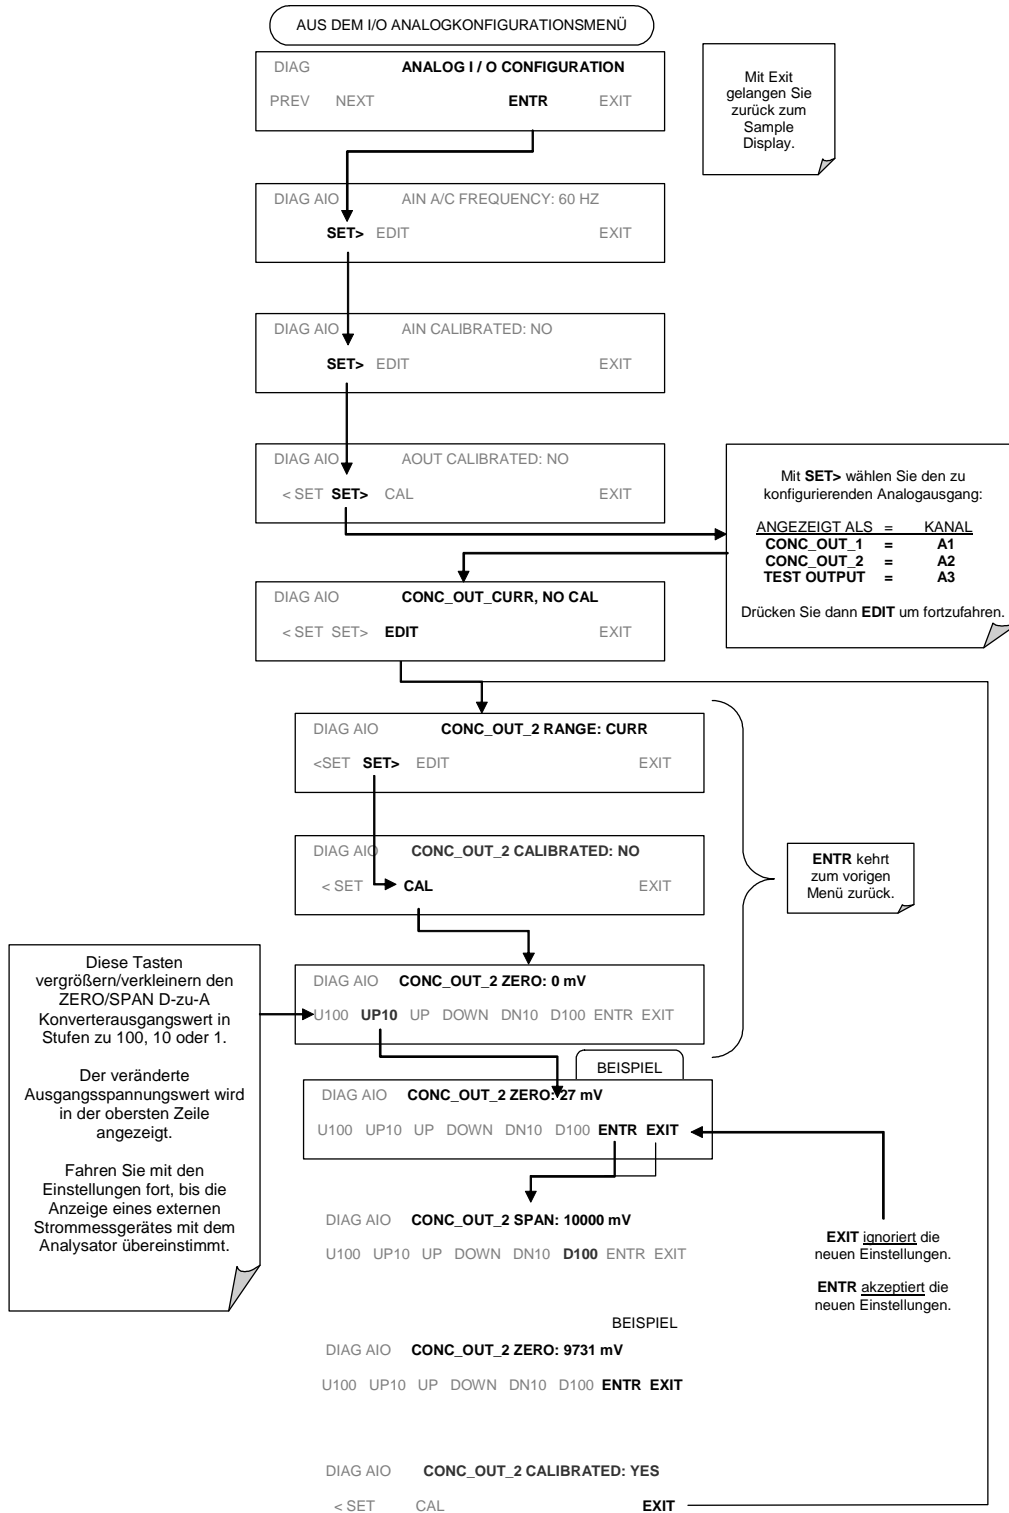 AUS DEM I/O ANALOGKONFIGURATIONSMENÜ
DIAG ANALOG I / O CONFIGURATION
PREV NEXT ENTR EXIT
Mit Exit
gelangen Sie
zurück zum
Sample
Display.
DIAG AIO AIN A/C FREQUENCY: 60 HZ
SET> EDIT EXIT
DIAG AIO AIN CALIBRATED: NO
SET> EDIT EXIT
DIAG AIO AOUT CALIBRATED: NO
< SET SET> CAL EXIT
Mit SET> wählen Sie den zu
konfigurierenden Analogausgang:
ANGEZEIGT ALS = KANAL
CONC_OUT_1 = A1
CONC_OUT_2 = A2
TEST OUTPUT = A3
Drücken Sie dann EDIT um fortzufahren.
DIAG AIO CONC_OUT_CURR, NO CAL
< SET SET> EDIT EXIT
DIAG AIO CONC_OUT_2 RANGE: CURR
<SET SET> EDIT EXIT
DIAG AIO CONC_OUT_2 CALIBRATED: NO
< SET CAL EXIT
ENTR kehrt
zum vorigen
Menü zurück.
Diese Tasten
vergrößern/verkleinern den
ZERO/SPAN D-zu-A
Konverterausgangswert in
Stufen zu 100, 10 oder 1.
Der veränderte
Ausgangsspannungswert wird
in der obersten Zeile
angezeigt.
Fahren Sie mit den
Einstellungen fort, bis die
Anzeige eines externen
Strommessgerätes mit dem
Analysator übereinstimmt.
DIAG AIO CONC_OUT_2 ZERO: 0 mV
U100 UP10 UP DOWN DN10 D100 ENTR EXIT
BEISPIEL
DIAG AIO CONC_OUT_2 ZERO: 27 mV
U100 UP10 UP DOWN DN10 D100 ENTR EXIT
DIAG AIO CONC_OUT_2 SPAN: 10000 mV
U100 UP10 UP DOWN DN10 D100 ENTR EXIT
EXIT ignoriert die
neuen Einstellungen.
ENTR akzeptiert die
neuen Einstellungen.
BEISPIEL
DIAG AIO CONC_OUT_2 ZERO: 9731 mV
U100 UP10 UP DOWN DN10 D100 ENTR EXIT
DIAG AIO CONC_OUT_2 CALIBRATED: YES
< SET CAL EXIT